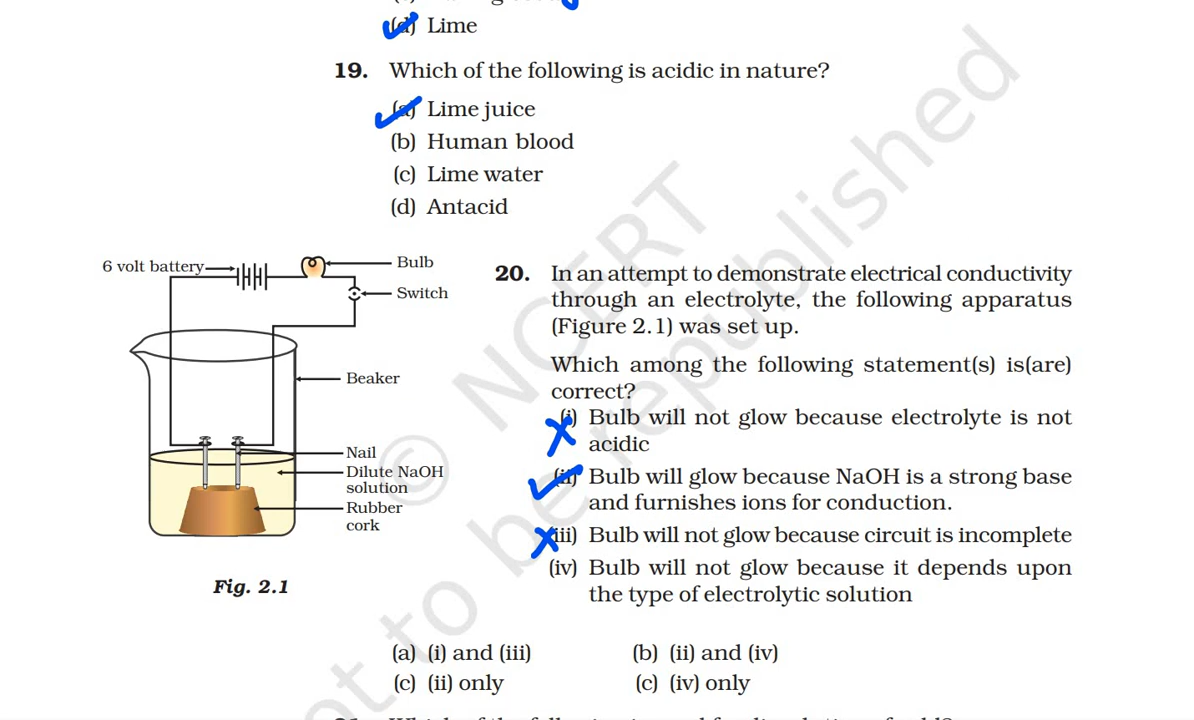 (d) Lime
19. Which of the following is acidic in nature?
(a) Lime juice
(b) Human blood
(c) Lime water
(d) Antacid
6 volt battery
Bulb
Switch
Beaker
Nail
Dilute NaOH
solution
Rubber
cork
Fig. 2.1
20. In an attempt to demonstrate electrical conductivity
through an electrolyte, the following apparatus
(Figure 2.1) was set up.
Which among the following statement(s) is(are)
correct?
(i) Bulb will not glow because electrolyte is not
acidic
(ii) Bulb will glow because NaOH is a strong base
and furnishes ions for conduction.
(iii) Bulb will not glow because circuit is incomplete
(iv) Bulb will not glow because it depends upon
the type of electrolytic solution
(a) (i) and (iii) (b) (ii) and (iv)
(c) (ii) only (c) (iv) only
© NCERT
not to be republished